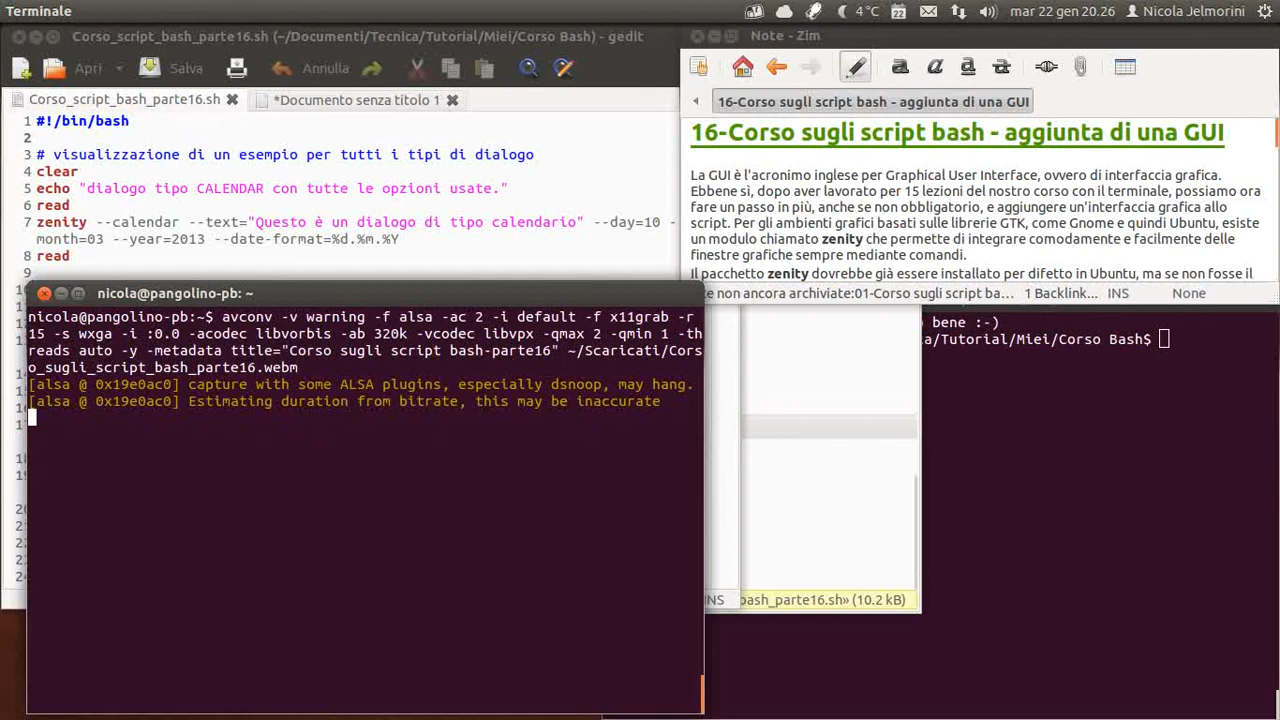 Terminale
4 °C
22
mar 22 gen 20.26
Nicola Jelmorini
Corso_script_bash_parte16.sh (~/Documenti/Tecnica/Tutorial/Miei/Corso Bash) - gedit
Apri
Salva
Annulla
Corso_script_bash_parte16.sh
*Documento senza titolo 1
1 #!/bin/bash
2
3 # visualizzazione di un esempio per tutti i tipi di dialogo
4 clear
5 echo "dialogo tipo CALENDAR con tutte le opzioni usate."
6 read
7 zenity --calendar --text="Questo è un dialogo di tipo calendario" --day=10 -
month=03 --year=2013 --date-format=%d.%m.%Y
8 read
9
Note - Zim
16-Corso sugli script bash - aggiunta di una GUI
16-Corso sugli script bash - aggiunta di una GUI
La GUI è l'acronimo inglese per Graphical User Interface, ovvero di interfaccia grafica.
Ebbene si, dopo aver lavorato per 15 lezioni del nostro corso con il terminale, possiamo ora
fare un passo in più, anche se non obbligatorio, e aggiungere un'interfaccia grafica allo
script. Per gli ambienti grafici basati sulle librerie GTK, come Gnome e quindi Ubuntu, esiste
un modulo chiamato zenity che permette di integrare comodamente e facilmente delle
finestre grafiche sempre mediante comandi.
Il pacchetto zenity dovrebbe già essere installato per difetto in Ubuntu, ma se non fosse il
te non ancora archiviate:01-Corso sugli script ba...
1 Backlink...
INS
None
nicola@pangolino-pb: ~
nicola@pangolino-pb:~$ avconv -v warning -f alsa -ac 2 -i default -f x11grab -r
15 -s wxga -i :0.0 -acodec libvorbis -ab 320k -vcodec libvpx -qmax 2 -qmin 1 -th
reads auto -y -metadata title="Corso sugli script bash-parte16" ~/Scaricati/Cors
o_sugli_script_bash_parte16.webm
[alsa @ 0x19e0ac0] capture with some ALSA plugins, especially dsnoop, may hang.
[alsa @ 0x19e0ac0] Estimating duration from bitrate, this may be inaccurate
bene :-)
a/Tutorial/Miei/Corso Bash$
INS
bash_parte16.sh» (10.2 kB)